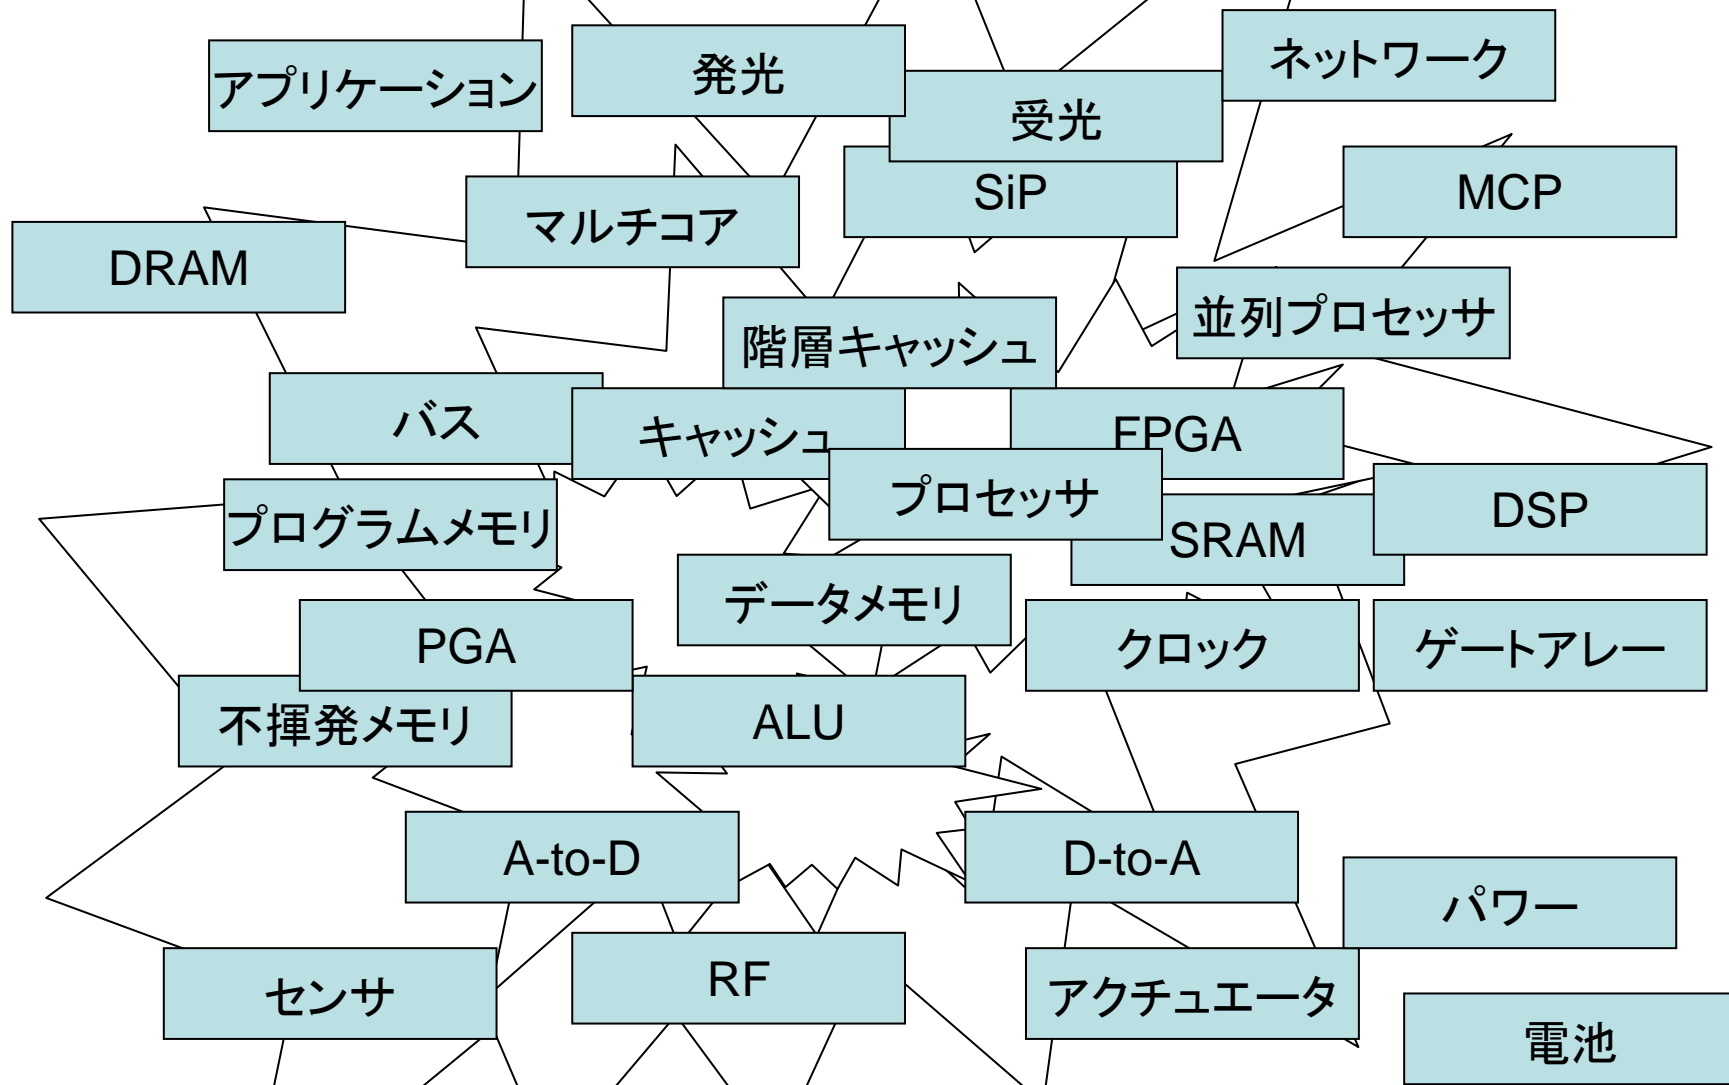 アプリケーション
発光
ネットワーク
受光
SiP
MCP
マルチコア
DRAM
並列プロセッサ
階層キャッシュ
バス
キャッシュ
FPGA
プロセッサ
DSP
プログラムメモリ
SRAM
データメモリ
PGA
クロック
ゲートアレー
不揮発メモリ
ALU
A-to-D
D-to-A
パワー
センサ
RF
アクチュエータ
電池